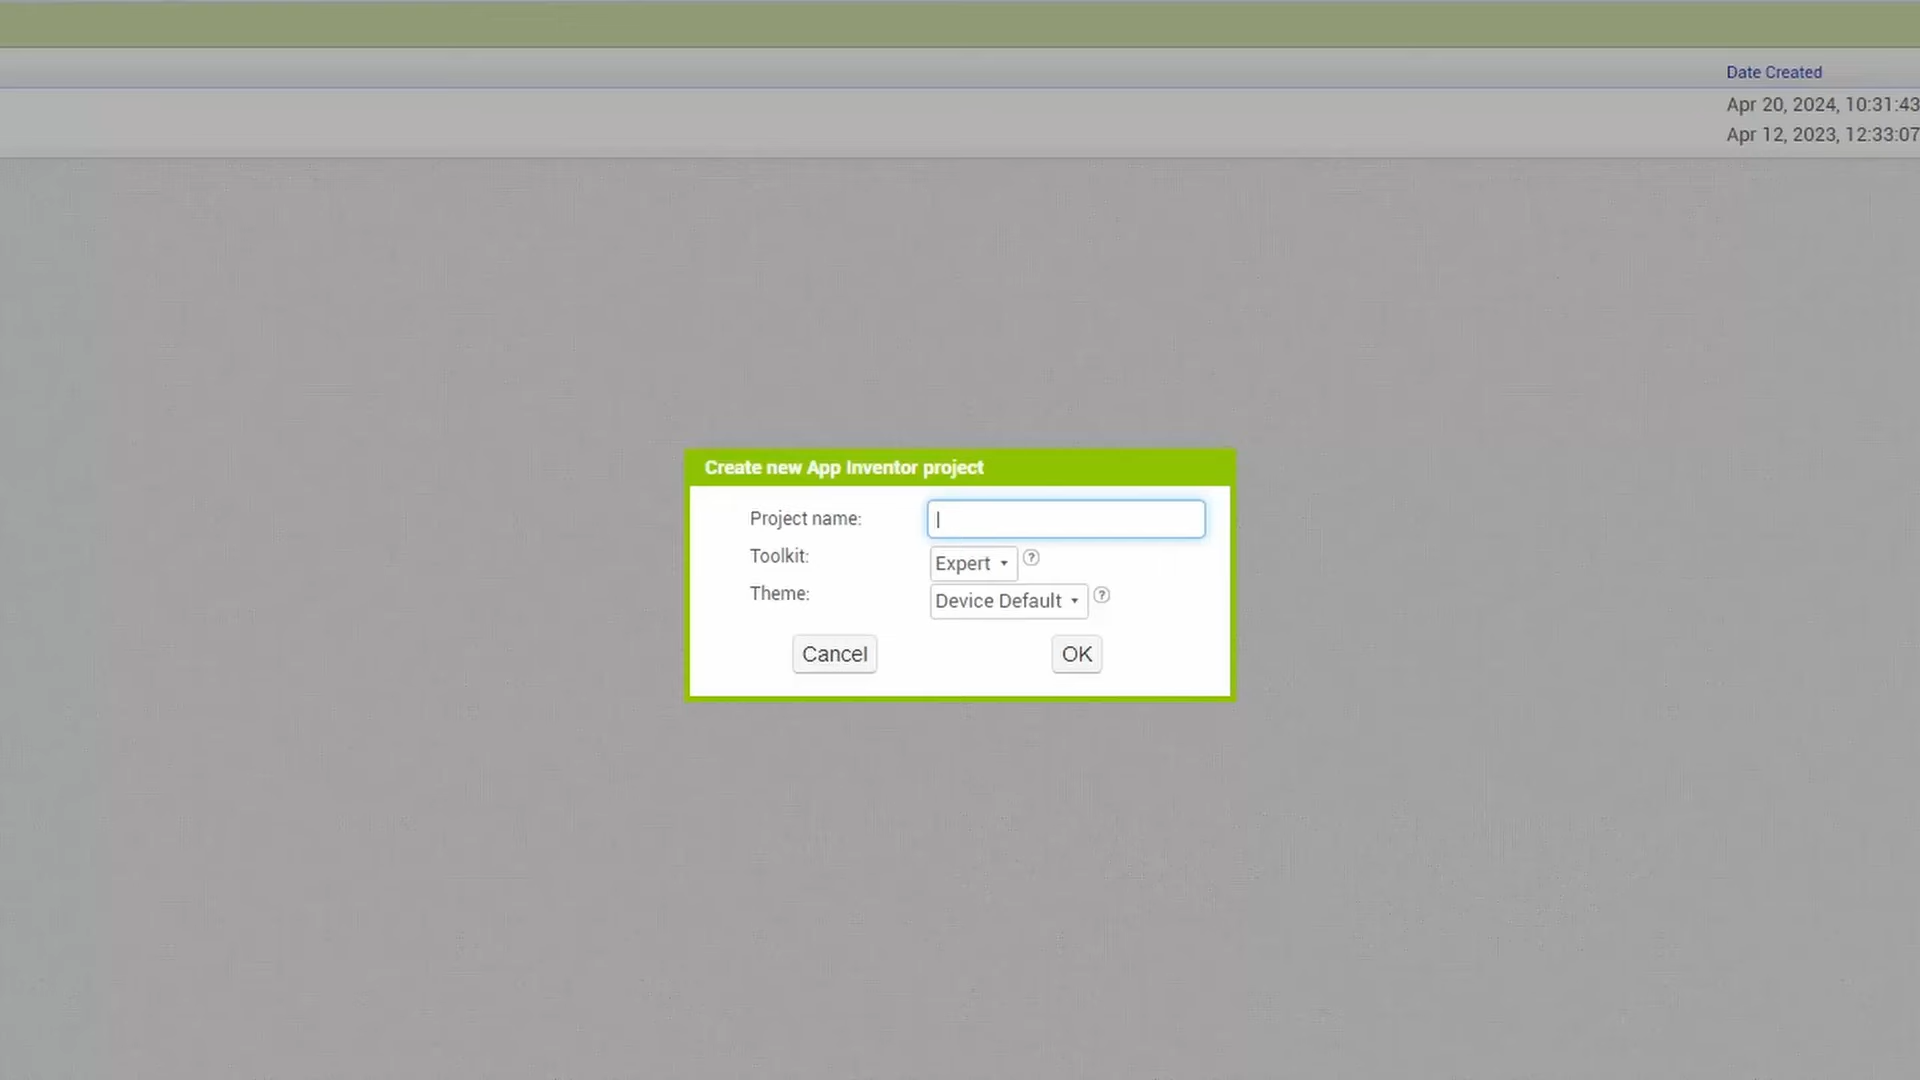 Date Created
Apr 20, 2024, 10:31:43
Apr 12, 2023, 12:33:07
Create new App Inventor project
Project name:
Toolkit: Expert ?
Theme: Device Default ?
Cancel OK